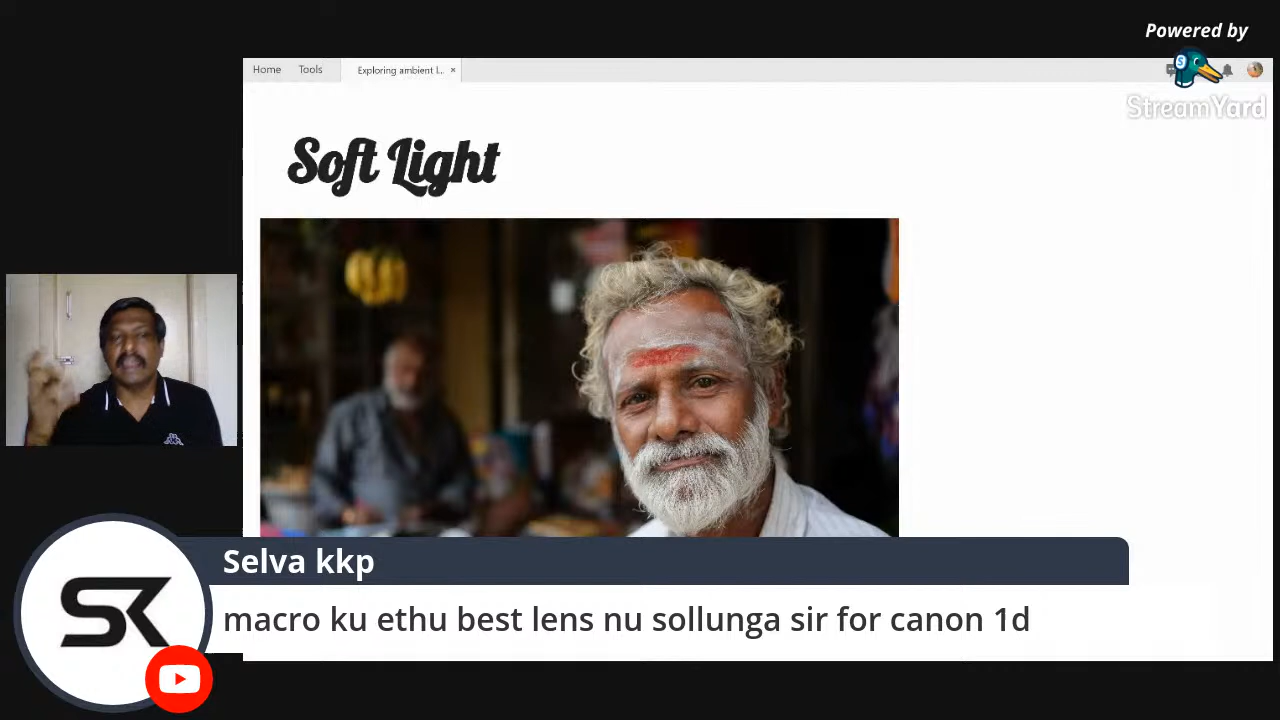 Powered by
StreamYard
Home Tools Exploring ambient l... ×
Soft Light
Selva kkp
SK
macro ku ethu best lens nu sollunga sir for canon 1d